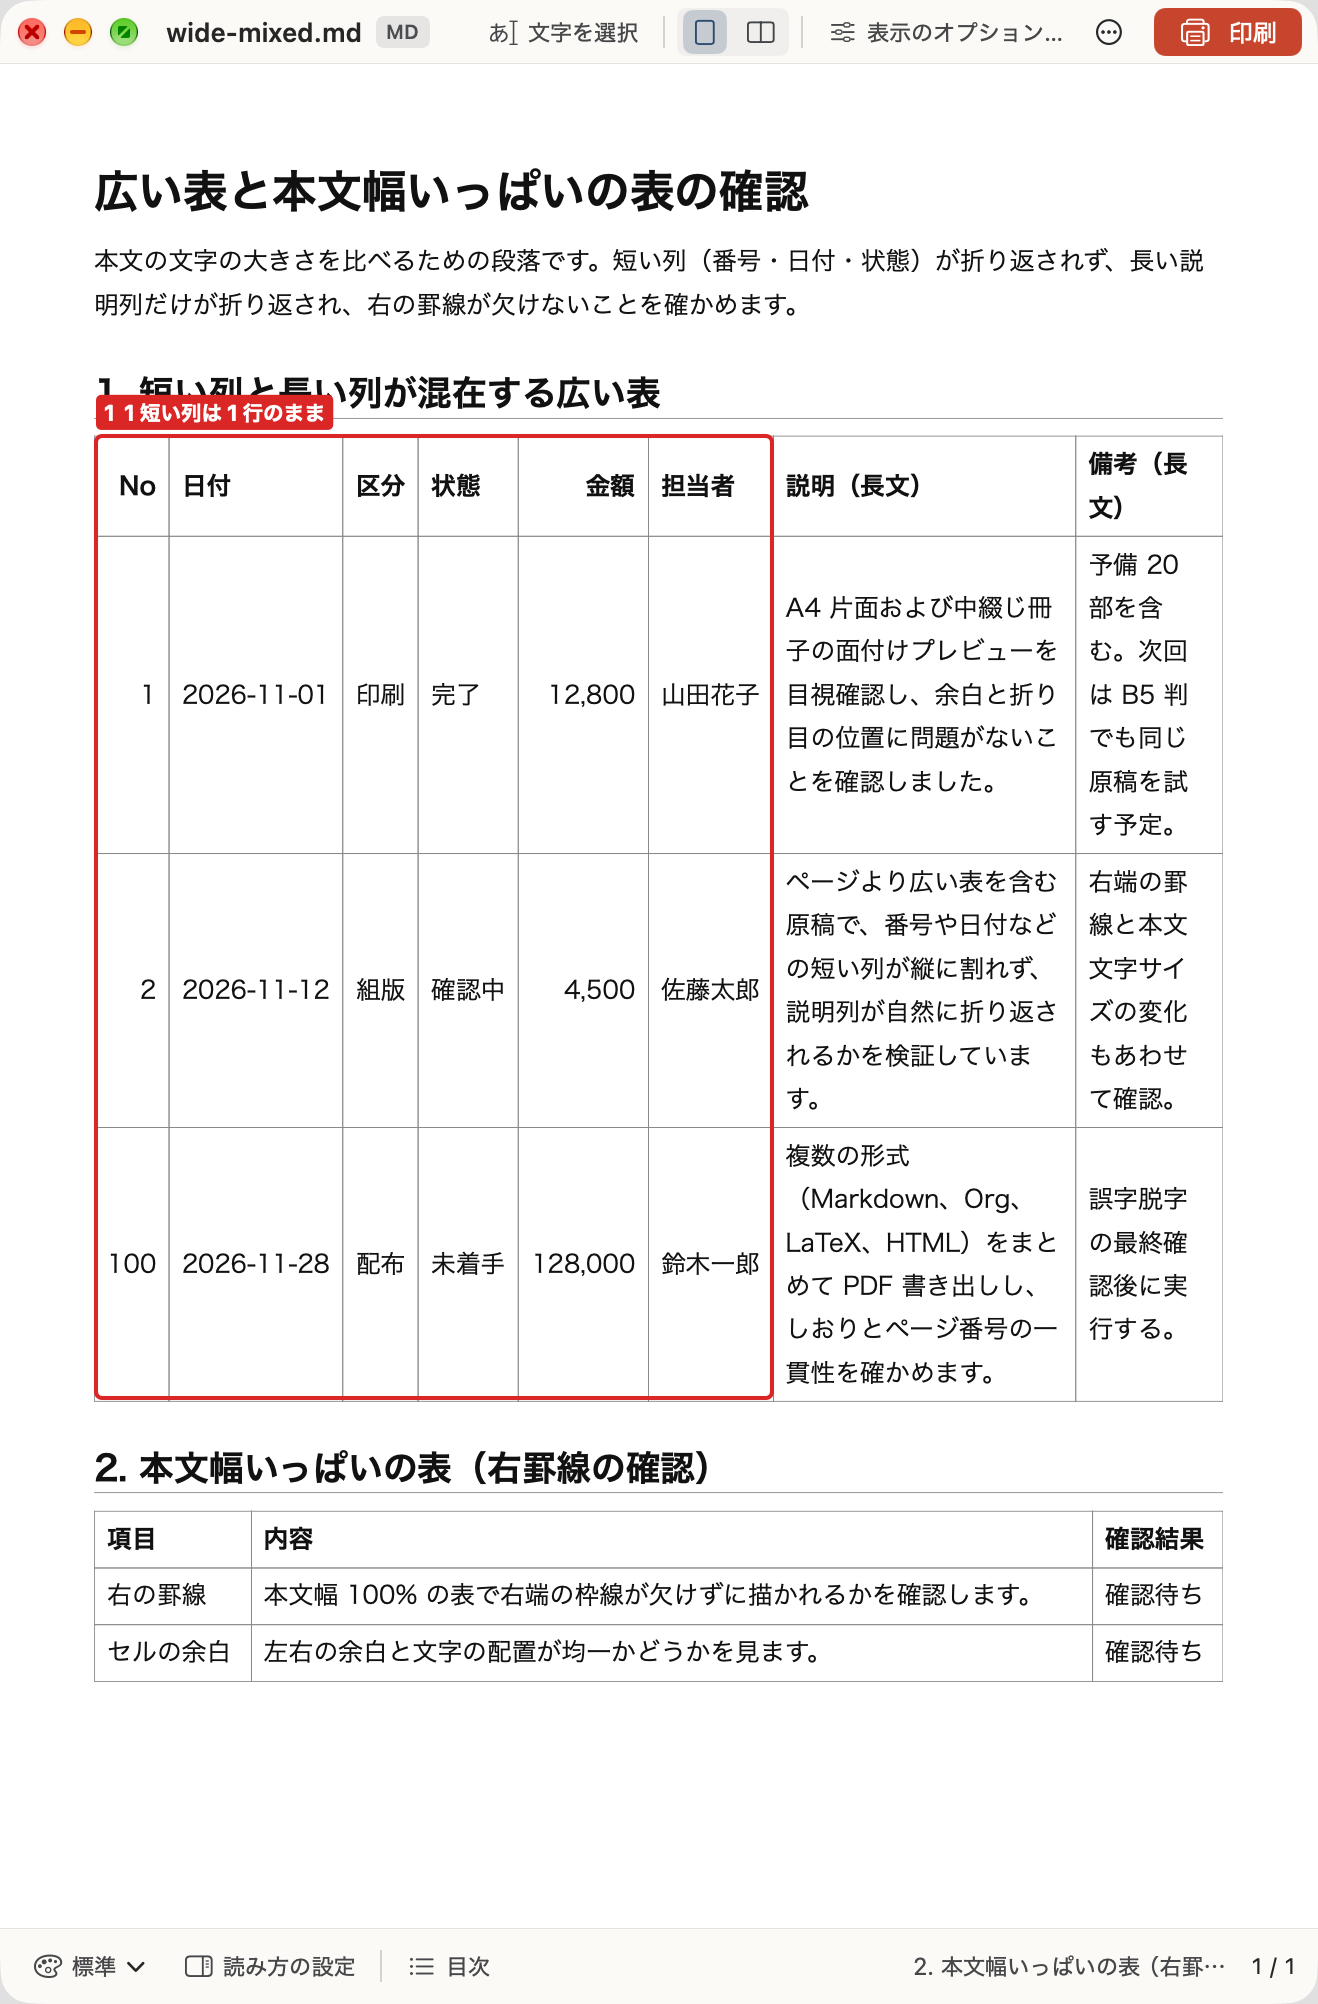 wide-mixed.md MD あ 文字を選択 表示のオプション... 印刷
広い表と本文幅いっぱいの表の確認
本文の文字の大きさを比べるための段落です。短い列（番号・日付・状態）が折り返されず、長い説
明列だけが折り返され、右の罫線が欠けないことを確かめます。
1. 短い列と長い列が混在する広い表
1 1 短い列は1行のまま
No 日付 区分 状態 金額 担当者 説明（長文） 備考（長
文）
1 2026-11-01 印刷 完了 12,800 山田花子
A4 片面および中綴じ冊
子の面付けプレビューを
目視確認し、余白と折り
目の位置に問題がないこ
とを確認しました。
予備 20
部を含
む。次回
は B5 判
でも同じ
原稿を試
す予定。
2 2026-11-12 組版 確認中 4,500 佐藤太郎
ページより広い表を含む
原稿で、番号や日付など
の短い列が縦に割れず、
説明列が自然に折り返さ
れるかを検証していま
す。
右端の罫
線と本文
文字サイ
ズの変化
もあわせ
て確認。
100 2026-11-28 配布 未着手 128,000 鈴木一郎
複数の形式
（Markdown、Org、
LaTeX、HTML）をまと
めて PDF 書き出しし、
しおりとページ番号の一
貫性を確かめます。
誤字脱字
の最終確
認後に実
行する。
2. 本文幅いっぱいの表（右罫線の確認）
項目 内容 確認結果
右の罫線 本文幅 100% の表で右端の枠線が欠けずに描かれるかを確認します。 確認待ち
セルの余白 左右の余白と文字の配置が均一かどうかを見ます。 確認待ち
標準 読み方の設定 目次 2. 本文幅いっぱいの表（右罫… 1 / 1